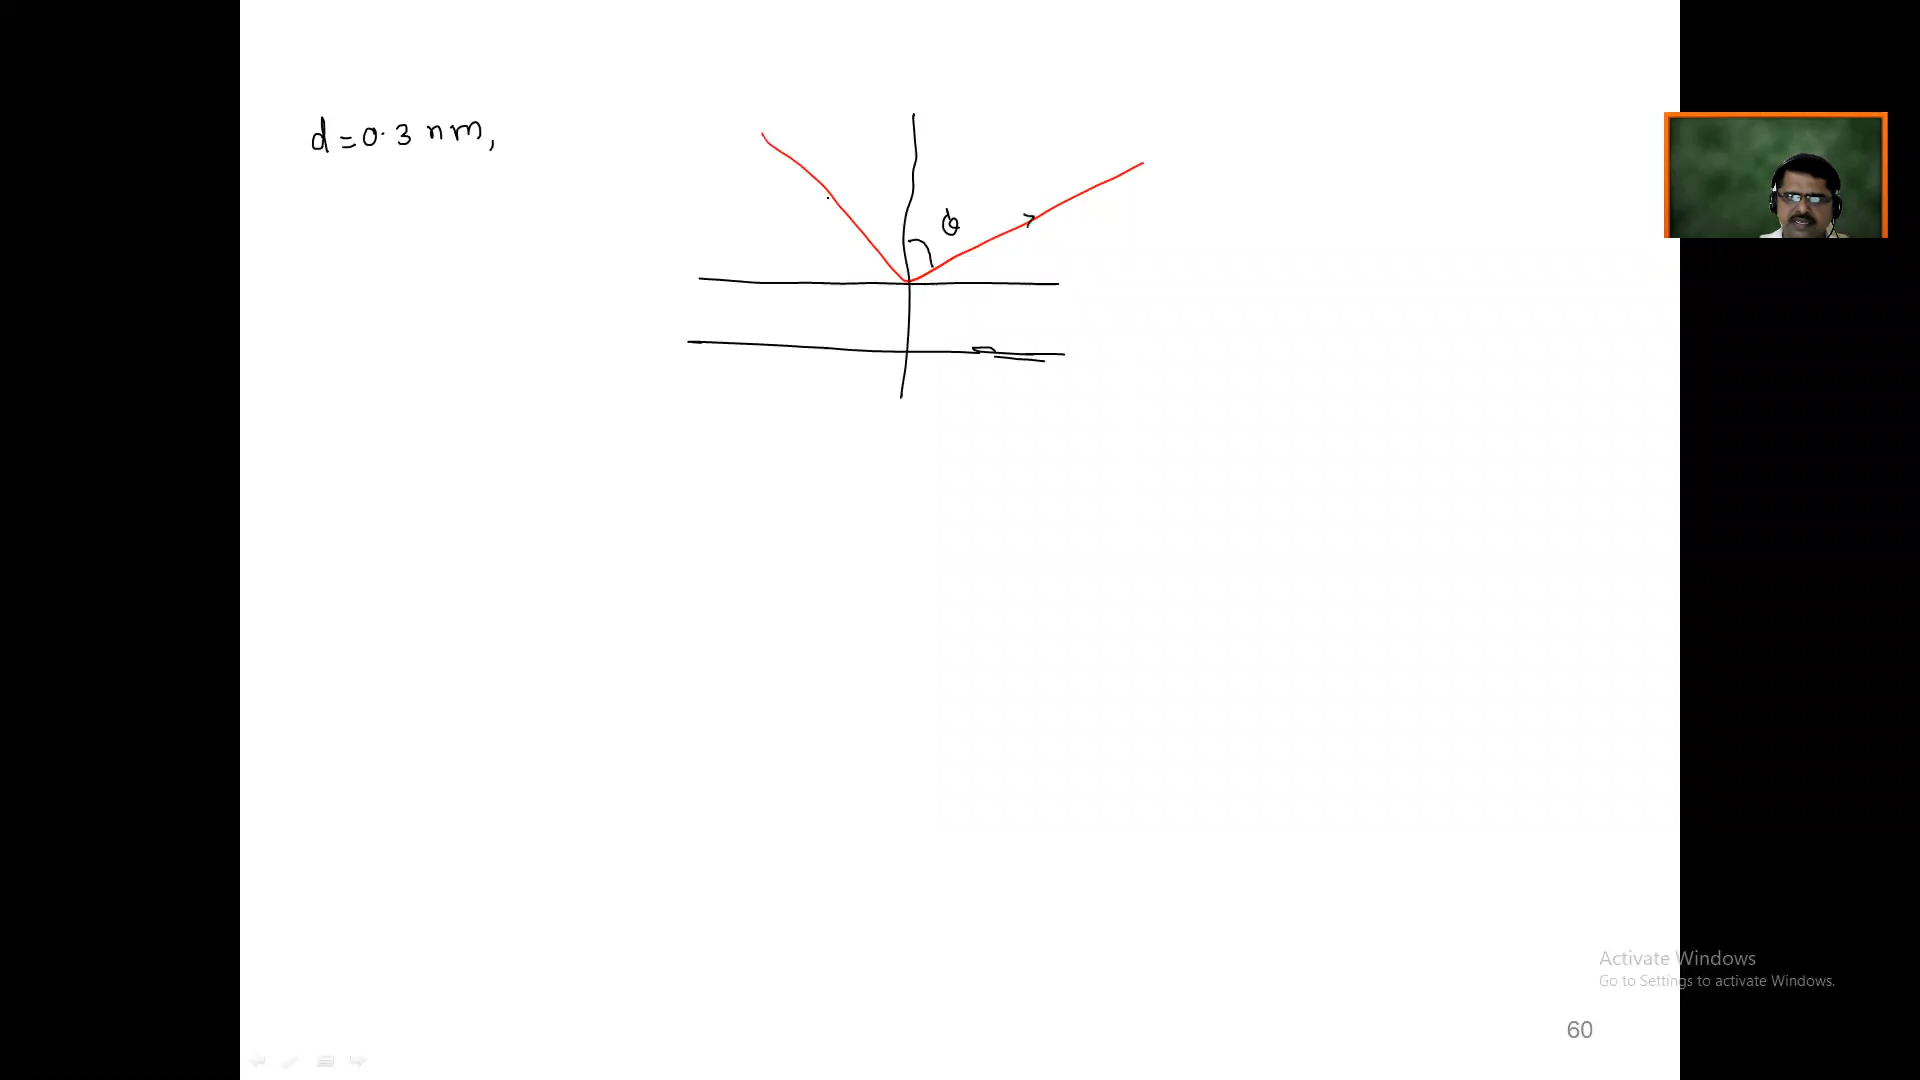 d = 0.3 nm,
Activate Windows
Go to Settings to activate Windows.
60